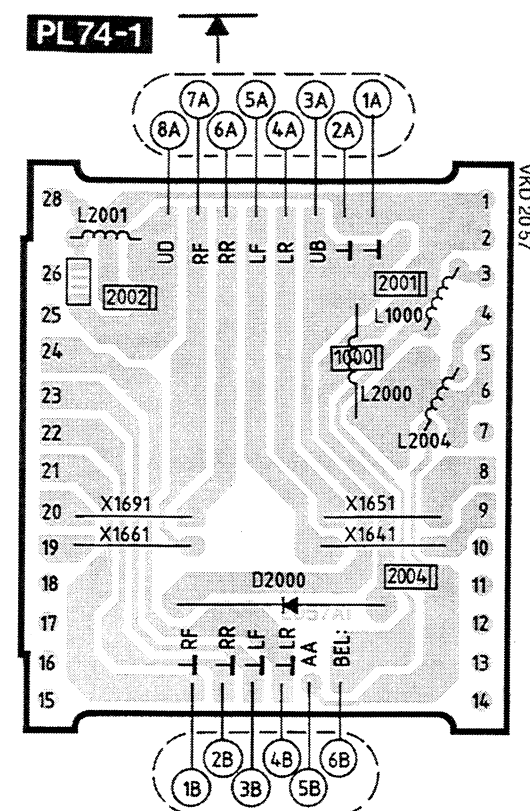 PL74-1
7A 5A 3A 1A
8A 6A 4A 2A
VKD 2057
28 1
L2001
UD RF RR LF LR UB
2
26 3
2002 2001
L1000
25 4
24 1000 5
L2000 6
23
L2004
22 7
21 8
X1691 X1651
20 9
X1661 X1641
19 10
D2000 2004
18 11
17 12
RF RR LF LR AA BEL.
16 13
15 14
2B 4B 6B
1B 3B 5B